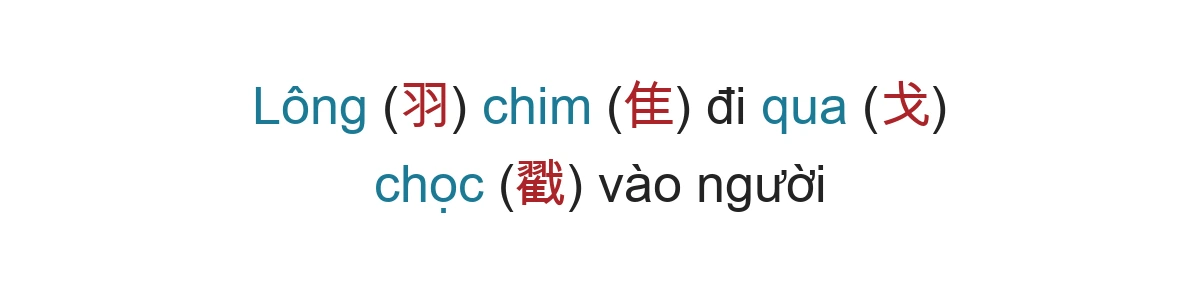 Lông (羽) chim (隹) đi qua (戈)
chọc (戳) vào người